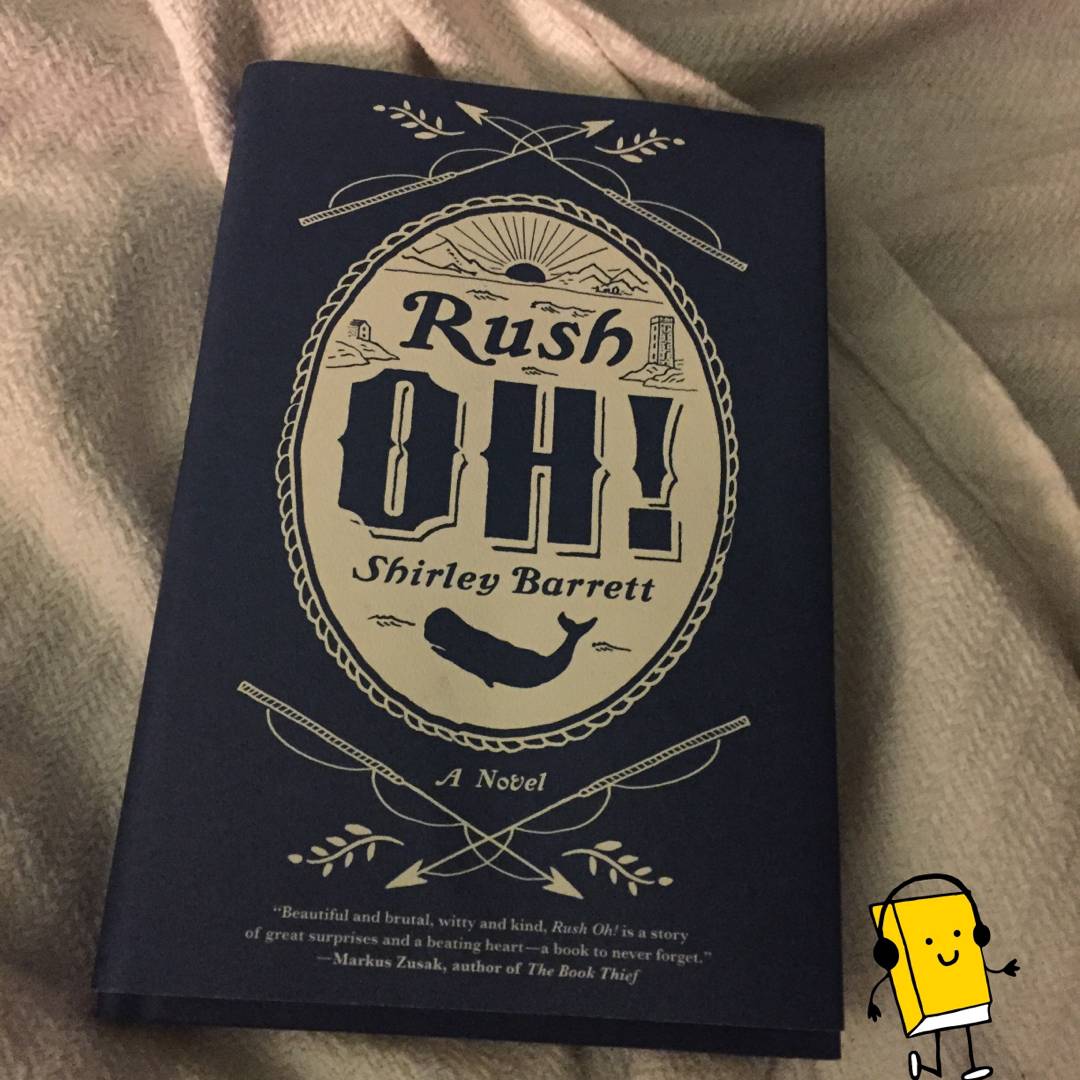 Rush
OH!
Shirley Barrett
A Novel
“Beautiful and brutal, witty and kind, Rush Oh! is a story
of great surprises and a beating heart—a book to never forget.”
—Markus Zusak, author of The Book Thief